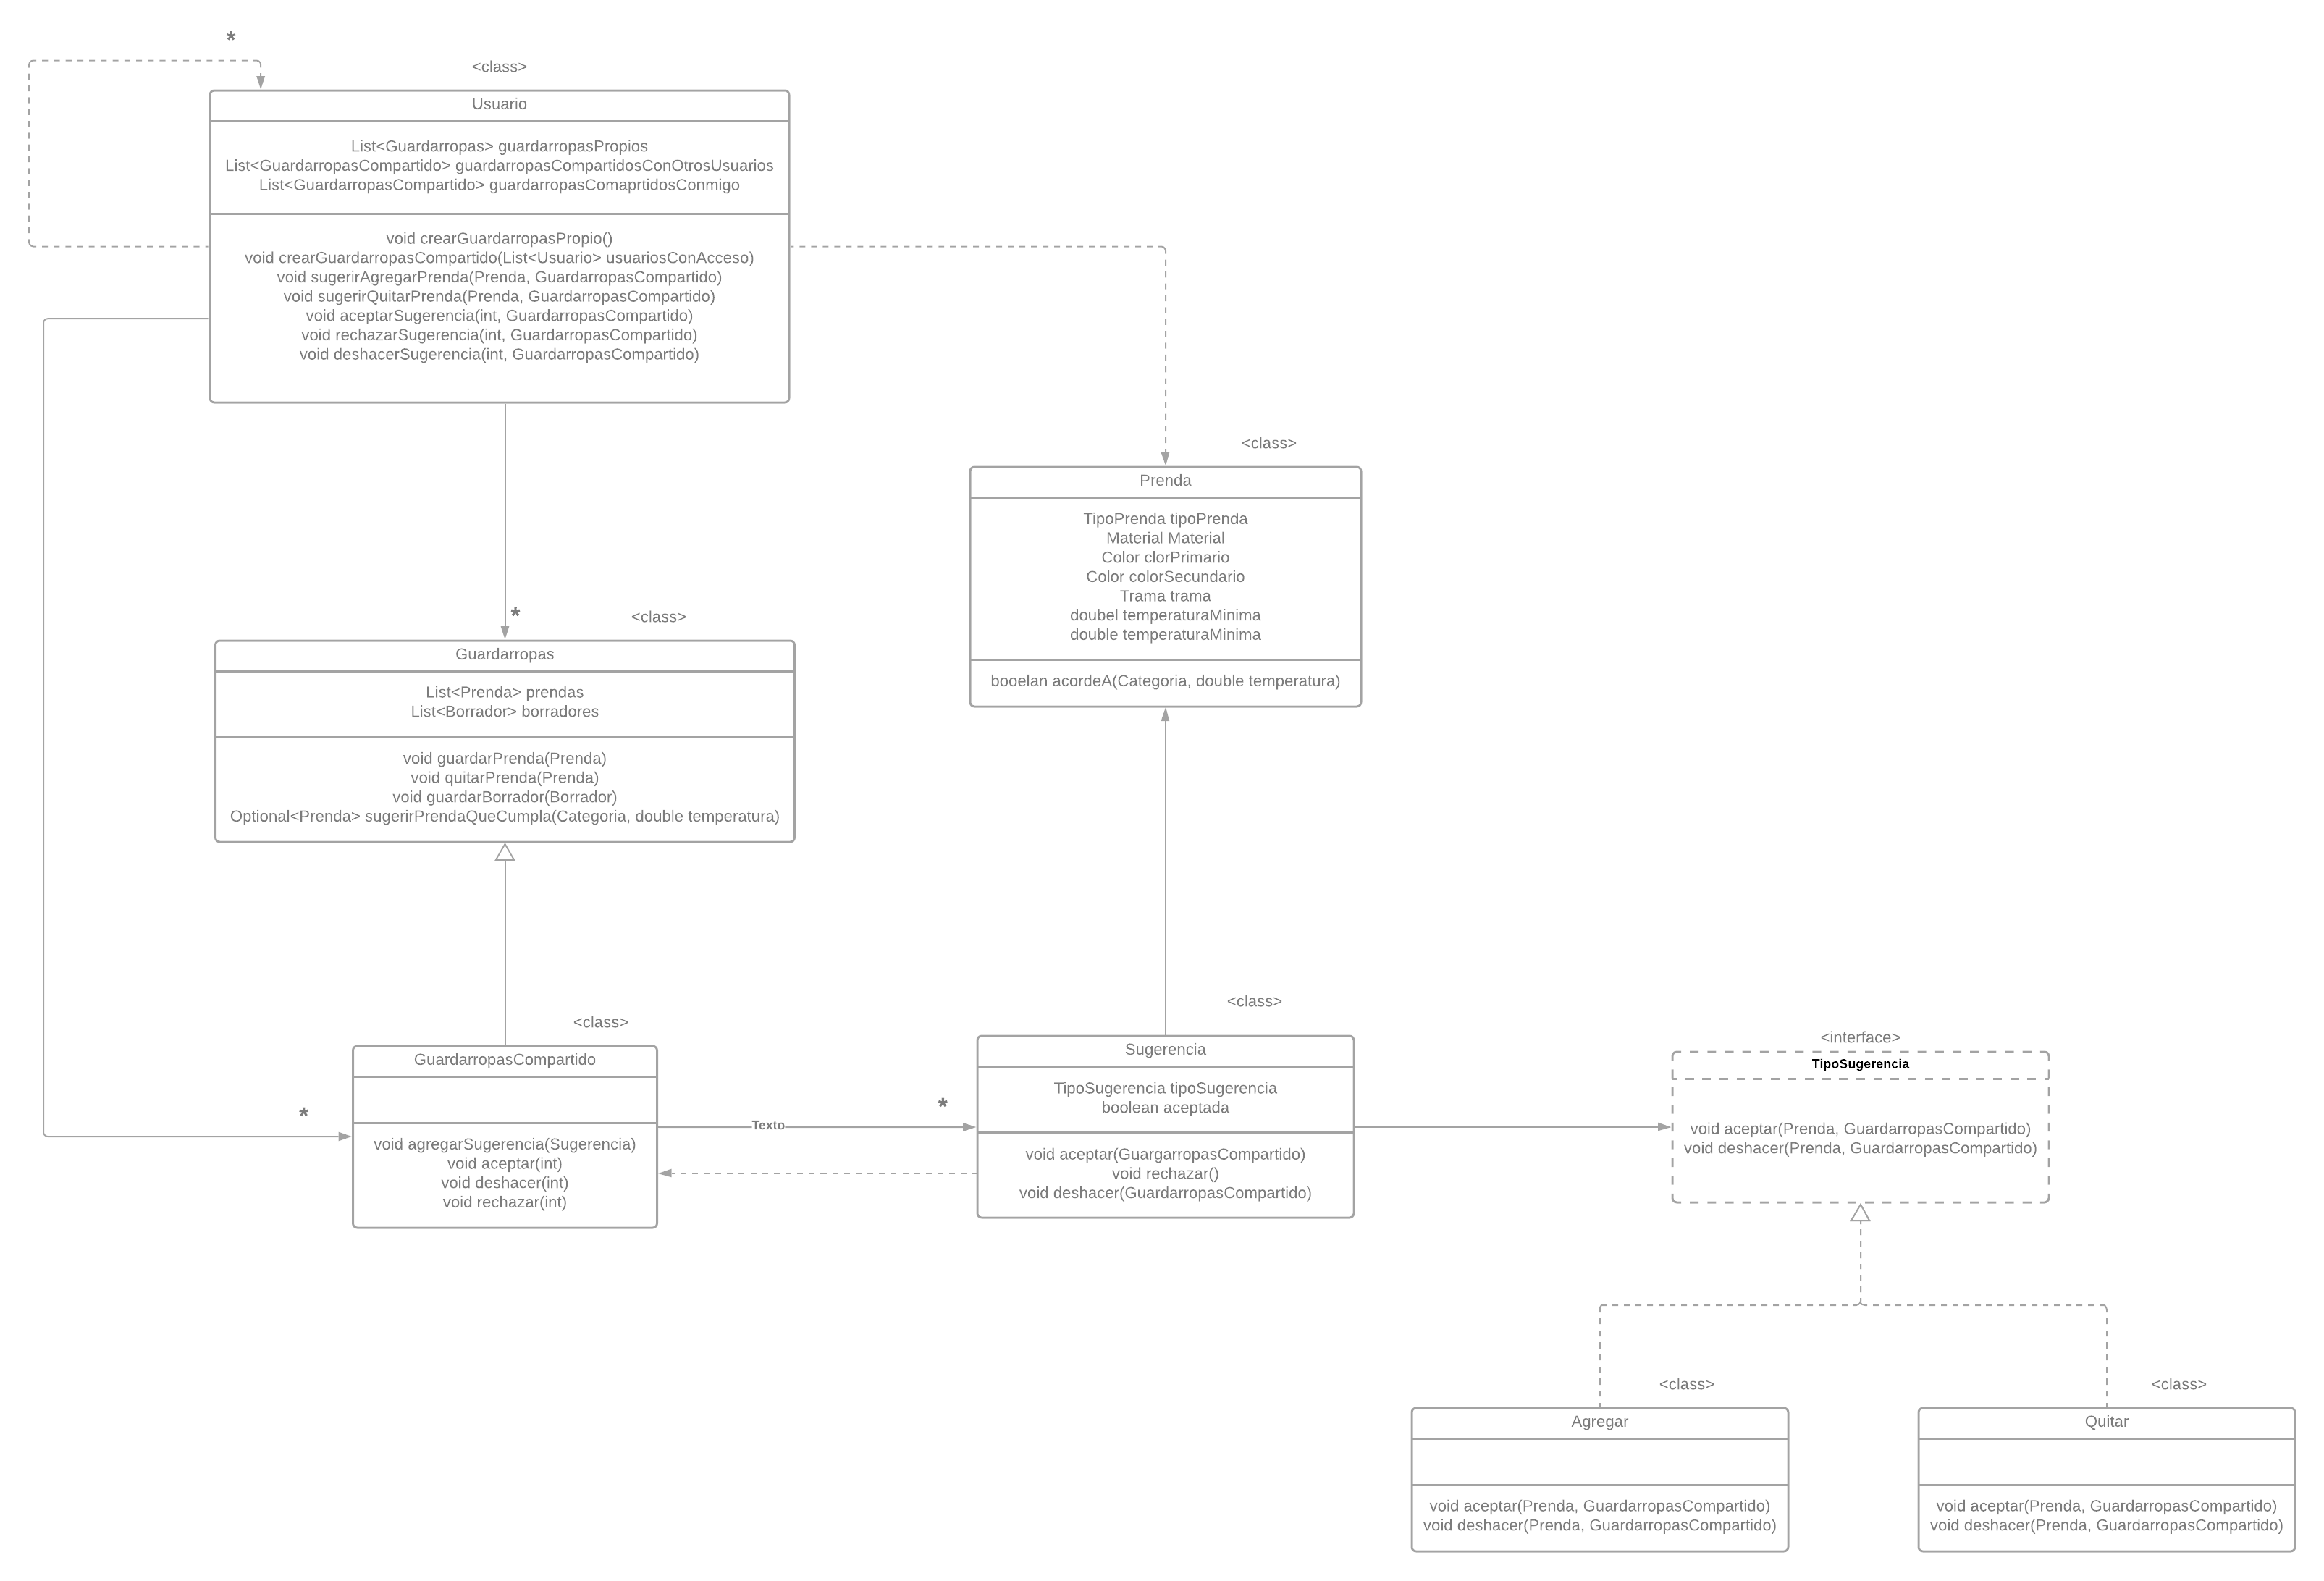 *
<class>
Usuario
List<Guardarropas> guardarropasPropios
List<GuardarropasCompartido> guardarropasCompartidosConOtrosUsuarios
List<GuardarropasCompartido> guardarropasComaprtidosConmigo
void crearGuardarropasPropio()
void crearGuardarropasCompartido(List<Usuario> usuariosConAcceso)
void sugerirAgregarPrenda(Prenda, GuardarropasCompartido)
void sugerirQuitarPrenda(Prenda, GuardarropasCompartido)
void aceptarSugerencia(int, GuardarropasCompartido)
void rechazarSugerencia(int, GuardarropasCompartido)
void deshacerSugerencia(int, GuardarropasCompartido)
<class>
Prenda
TipoPrenda tipoPrenda
Material Material
Color clorPrimario
Color colorSecundario
Trama trama
doubel temperaturaMinima
double temperaturaMinima
booelan acordeA(Categoria, double temperatura)
*
<class>
Guardarropas
List<Prenda> prendas
List<Borrador> borradores
void guardarPrenda(Prenda)
void quitarPrenda(Prenda)
void guardarBorrador(Borrador)
Optional<Prenda> sugerirPrendaQueCumpla(Categoria, double temperatura)
<class>
GuardarropasCompartido
*
void agregarSugerencia(Sugerencia)
void aceptar(int)
void deshacer(int)
void rechazar(int)
Texto
*
<class>
Sugerencia
TipoSugerencia tipoSugerencia
boolean aceptada
void aceptar(GuargarropasCompartido)
void rechazar()
void deshacer(GuardarropasCompartido)
<interface>
TipoSugerencia
void aceptar(Prenda, GuardarropasCompartido)
void deshacer(Prenda, GuardarropasCompartido)
<class>
Agregar
void aceptar(Prenda, GuardarropasCompartido)
void deshacer(Prenda, GuardarropasCompartido)
<class>
Quitar
void aceptar(Prenda, GuardarropasCompartido)
void deshacer(Prenda, GuardarropasCompartido)